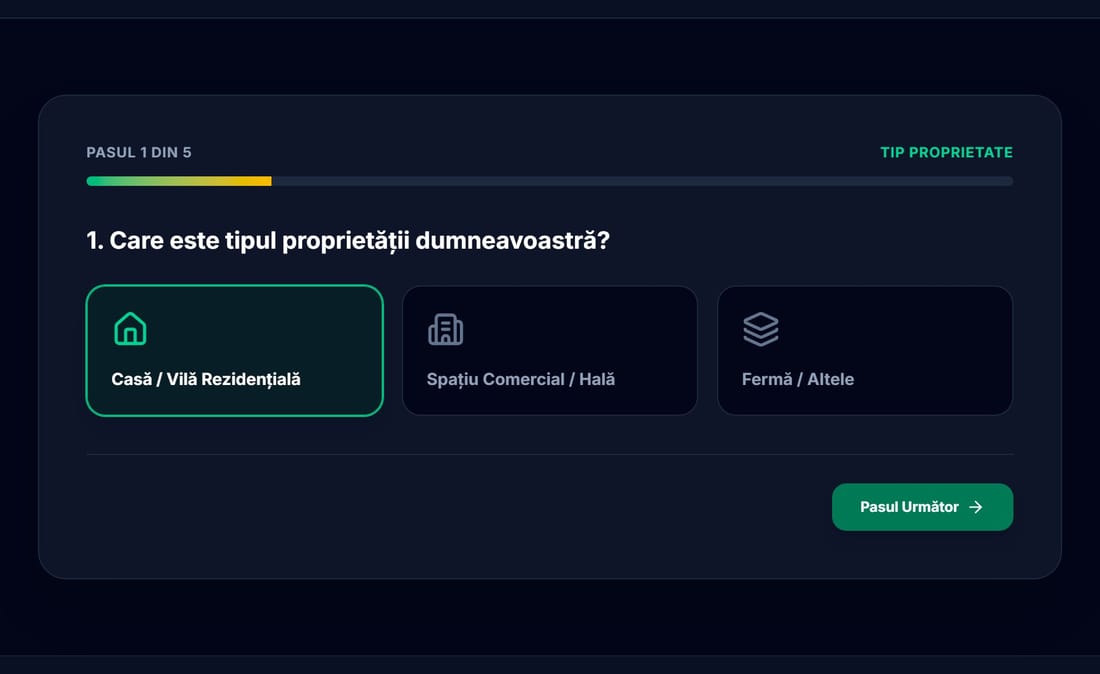 PASUL 1 DIN 5
TIP PROPRIETATE
1. Care este tipul proprietății dumneavoastră?
Casă / Vilă Rezidențială
Spațiu Comercial / Hală
Fermă / Altele
Pasul Următor